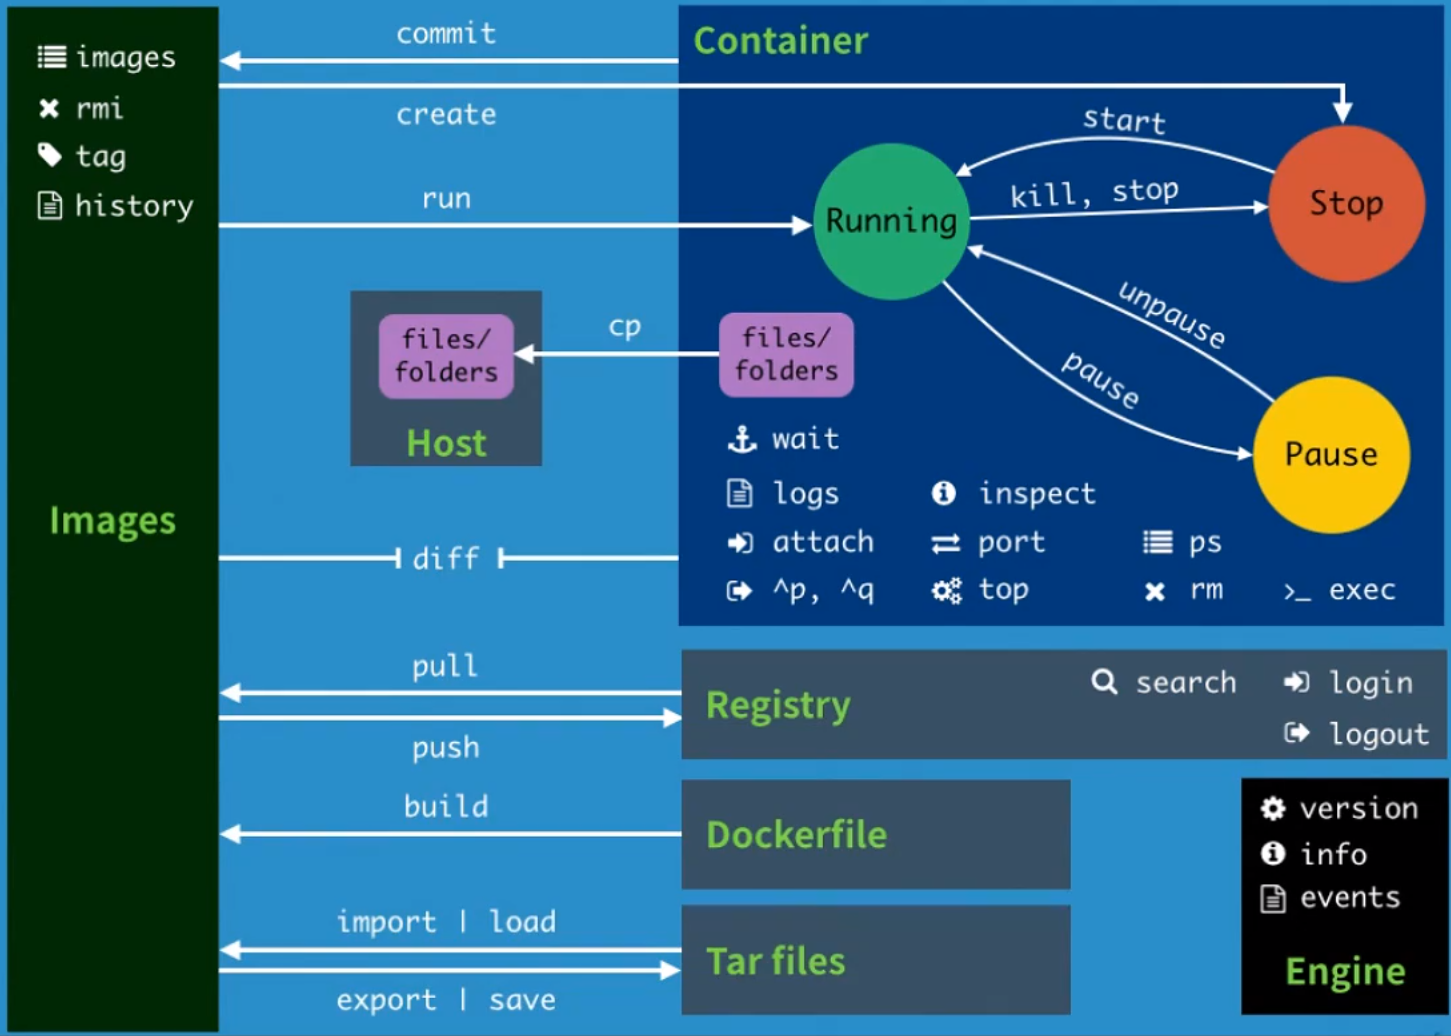 images
rmi
tag
history
Images
commit
create
run
cp
files/
folders
Host
diff
pull
push
build
import | load
export | save
Container
start
kill, stop
Running
Stop
unpause
pause
Pause
files/
folders
wait
logs
inspect
attach
port
ps
^p, ^q
top
rm
>_ exec
Registry
search
login
logout
Dockerfile
Tar files
version
info
events
Engine